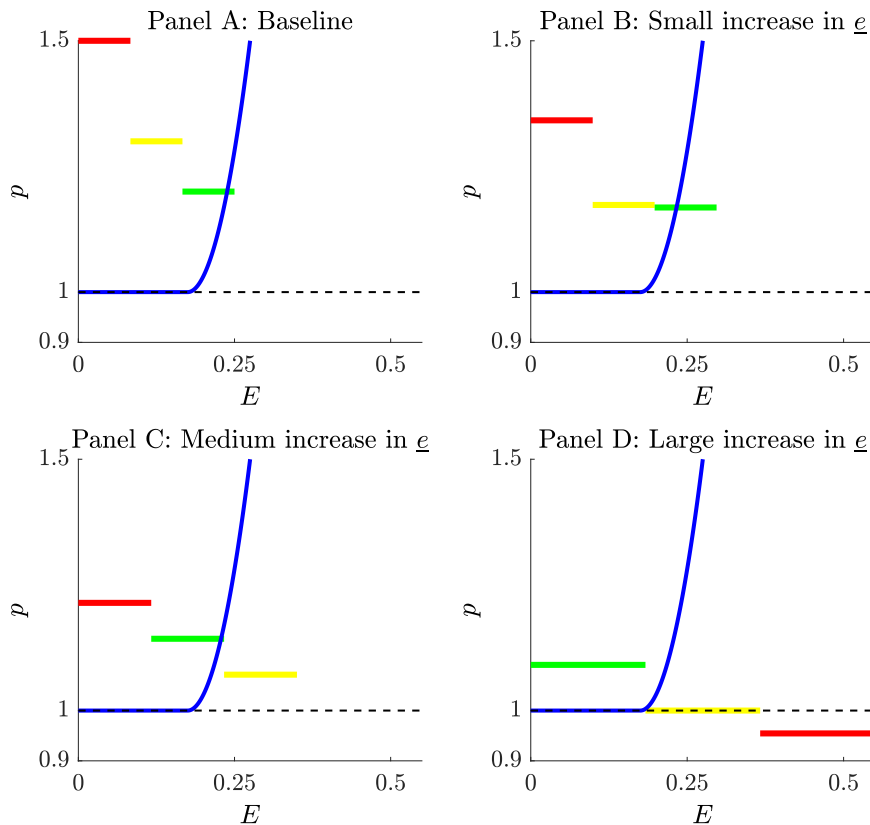 Panel A: Baseline
1.5
p
1
0.9
0
0.25
0.5
E
Panel B: Small increase in e
1.5
p
1
0.9
0
0.25
0.5
E
Panel C: Medium increase in e
1.5
p
1
0.9
0
0.25
0.5
E
Panel D: Large increase in e
1.5
p
1
0.9
0
0.25
0.5
E